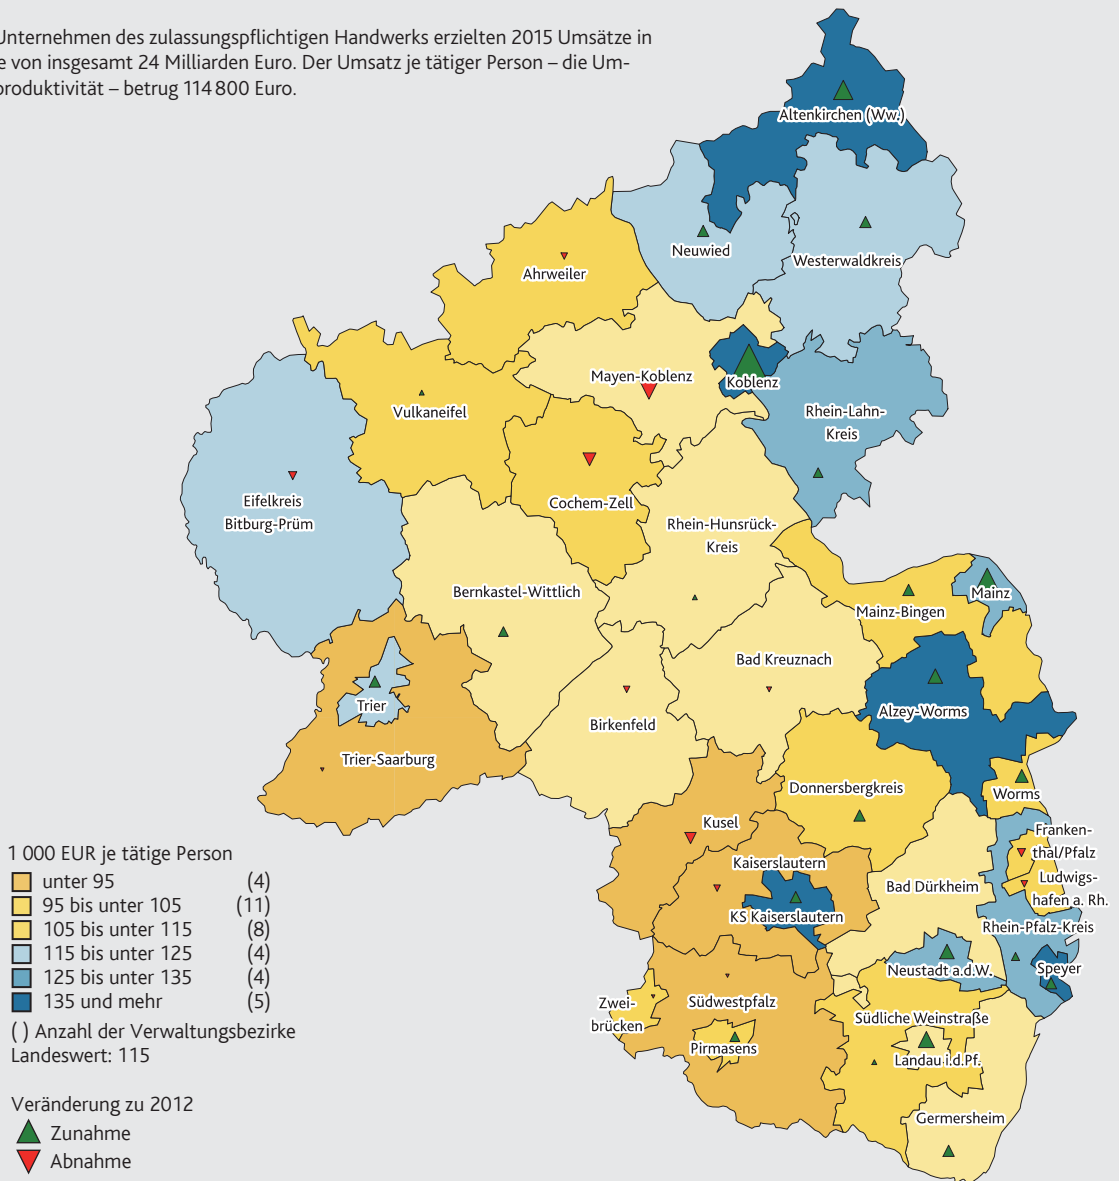 Unternehmen des zulassungspflichtigen Handwerks erzielten 2015 Umsätze in
e von insgesamt 24 Milliarden Euro. Der Umsatz je tätiger Person – die Um-
produktivität – betrug 114 800 Euro.
Altenkirchen (Ww.)
Neuwied
Westerwaldkreis
Ahrweiler
Mayen-Koblenz
Koblenz
Vulkaneifel
Rhein-Lahn-
Kreis
Eifelkreis
Bitburg-Prüm
Cochem-Zell
Rhein-Hunsrück-
Kreis
Bernkastel-Wittlich
Mainz-Bingen
Mainz
Bad Kreuznach
Trier
Birkenfeld
Alzey-Worms
Trier-Saarburg
Donnersbergkreis
Worms
Kusel
Franken-
thal/Pfalz
Kaiserslautern
Ludwigs-
hafen a. Rh.
Bad Dürkheim
KS Kaiserslautern
Rhein-Pfalz-Kreis
Neustadt a.d.W.
Speyer
Zwei-
brücken
Südwestpfalz
Südliche Weinstraße
Pirmasens
Landau i.d.Pf.
Germersheim
1 000 EUR je tätige Person
unter 95 (4)
95 bis unter 105 (11)
105 bis unter 115 (8)
115 bis unter 125 (4)
125 bis unter 135 (4)
135 und mehr (5)
( ) Anzahl der Verwaltungsbezirke
Landeswert: 115
Veränderung zu 2012
Zunahme
Abnahme